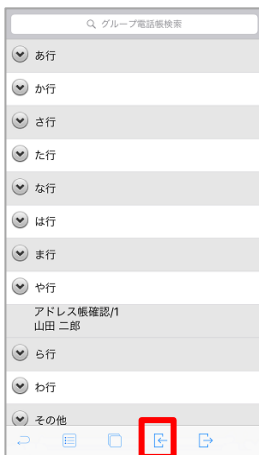 グループ電話帳検索
あ行
か行
さ行
た行
な行
は行
ま行
や行
アドレス帳確認/1
山田 二郎
ら行
わ行
その他